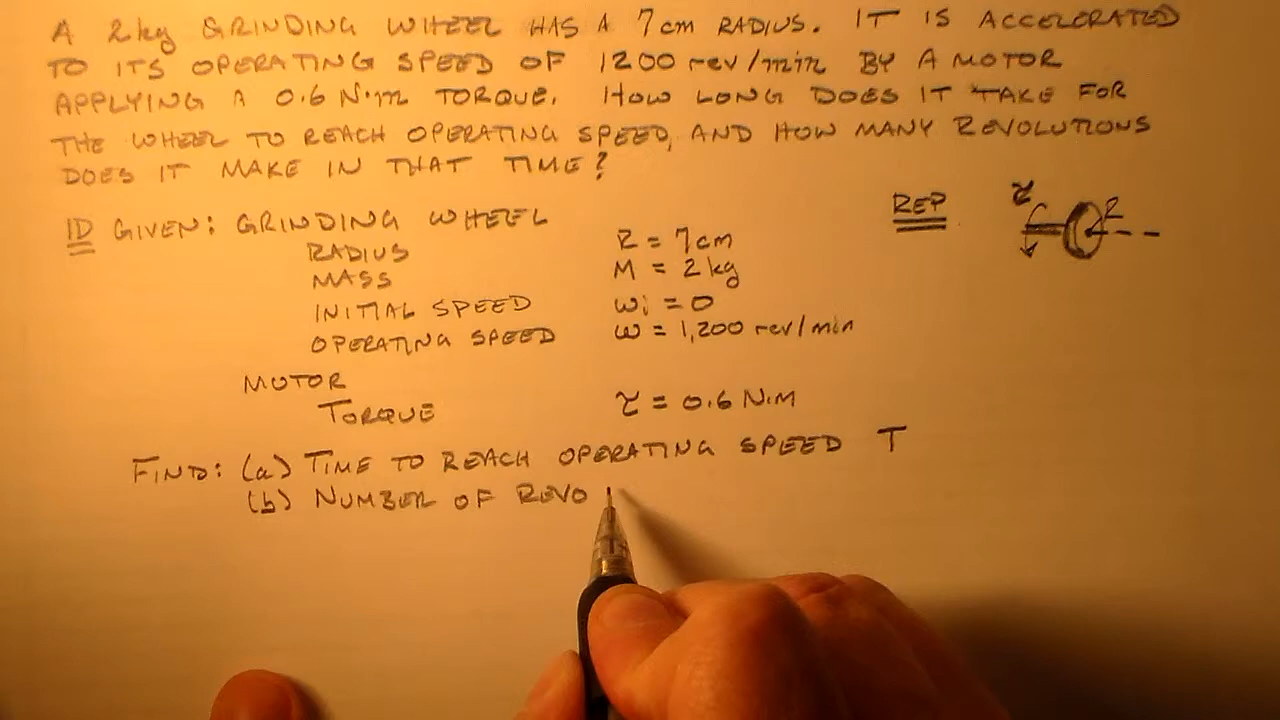 A 2kg GRINDING WHEEL HAS A 7cm RADIUS. IT IS ACCELERATED
TO ITS OPERATING SPEED OF 1200 rev/min BY A MOTOR
APPLYING A 0.6 N·m TORQUE. HOW LONG DOES IT TAKE FOR
THE WHEEL TO REACH OPERATING SPEED, AND HOW MANY REVOLUTIONS
DOES IT MAKE IN THAT TIME?
REP
τ R
ID GIVEN: GRINDING WHEEL
RADIUS R = 7cm
MASS M = 2 kg
INITIAL SPEED ωi = 0
OPERATING SPEED ω = 1,200 rev/min
MOTOR
TORQUE τ = 0.6 N·M
FIND: (a) TIME TO REACH OPERATING SPEED T
(b) NUMBER OF REVO